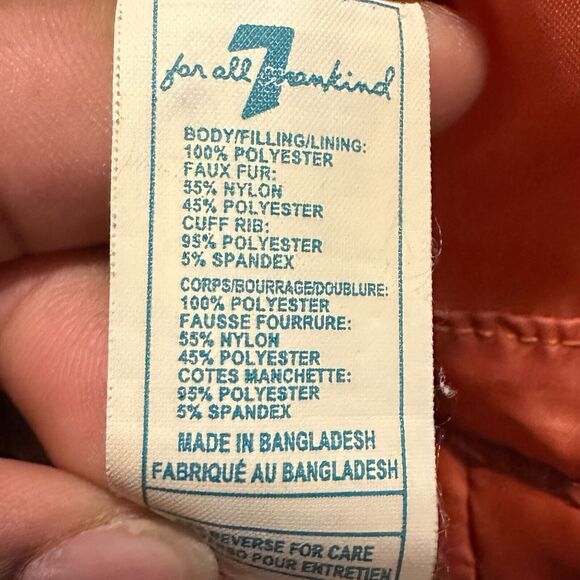 7
for all mankind
BODY/FILLING/LINING:
100% POLYESTER
FAUX FUR:
55% NYLON
45% POLYESTER
CUFF RIB:
95% POLYESTER
5% SPANDEX
CORPS/BOURRAGE/DOUBLURE:
100% POLYESTER
FAUSSE FOURRURE:
55% NYLON
45% POLYESTER
COTES MANCHETTE:
95% POLYESTER
5% SPANDEX
MADE IN BANGLADESH
FABRIQUÉ AU BANGLADESH
REVERSE FOR CARE
POUR ENTRETIEN